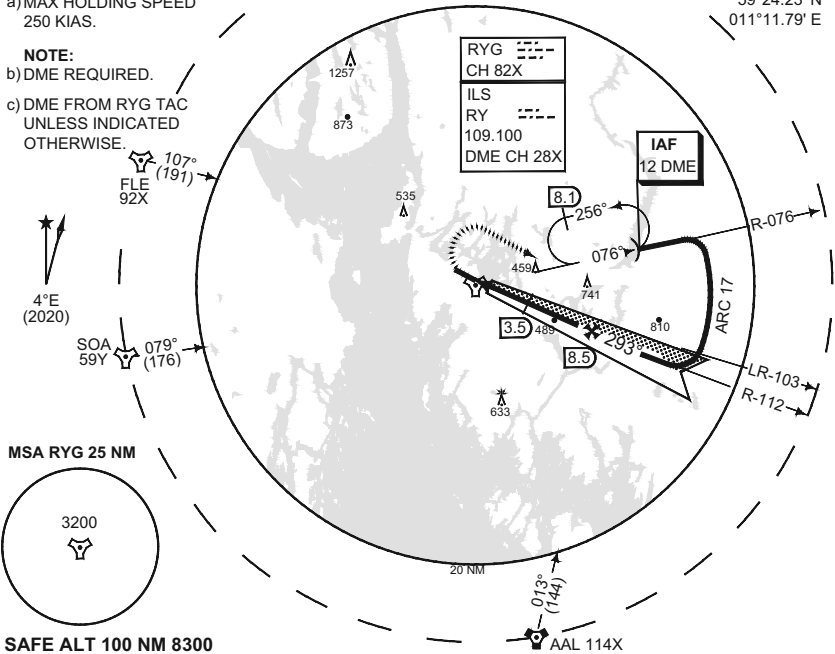 a) MAX HOLDING SPEED
250 KIAS.
59°24.25' N
011°11.79' E
NOTE:
b) DME REQUIRED.
c) DME FROM RYG TAC
UNLESS INDICATED
OTHERWISE.
1257
873
RYG
CH 82X
ILS
RY
109.100
DME CH 28X
IAF
12 DME
107°
(191)
FLE
92X
535
8.1
256°
R-076
076°
459
741
4°E
(2020)
ARC 17
3.5
489
810
SOA
59Y
079°
(176)
8.5
293°
LR-103
R-112
633
MSA RYG 25 NM
3200
20 NM
013°
(144)
SAFE ALT 100 NM 8300
AAL 114X